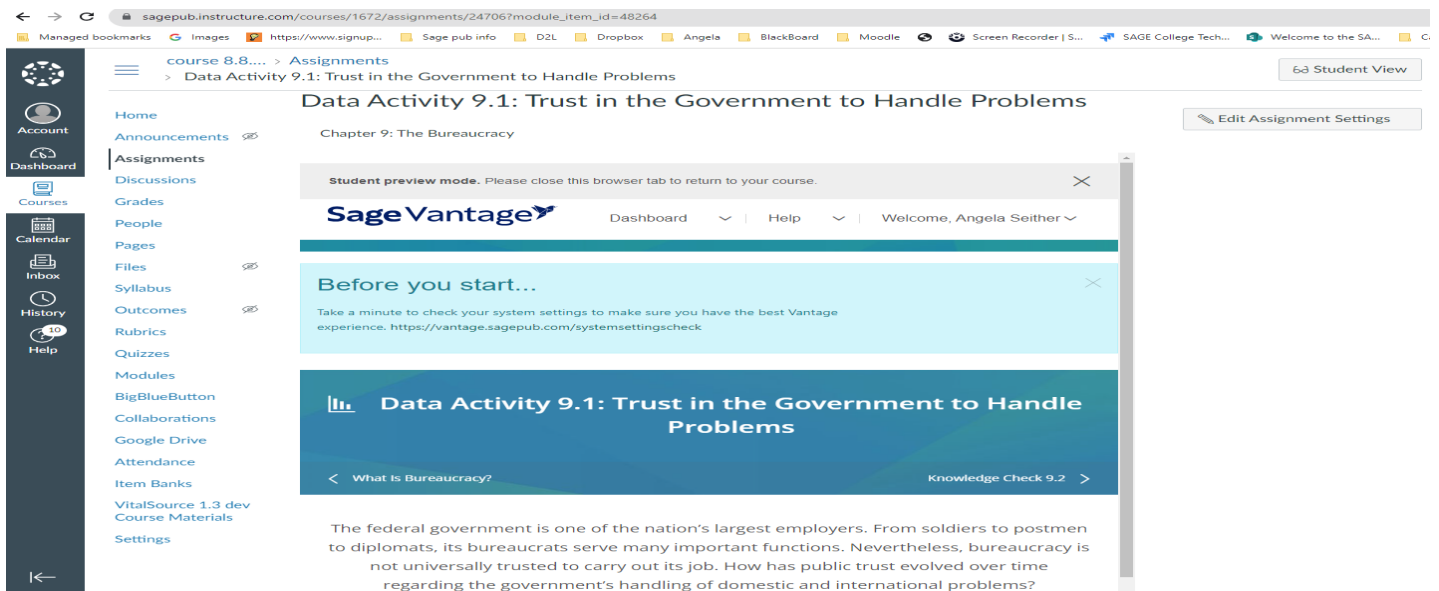 sagepub.instructure.com/courses/1672/assignments/24706?module_item_id=48264
Managed bookmarks Images https://www.signup... Sage pub info D2L Dropbox Angela BlackBoard Moodle Screen Recorder | S... SAGE College Tech... Welcome to the SA...
course 8.8.... > Assignments
> Data Activity 9.1: Trust in the Government to Handle Problems
Student View
Account
Dashboard
Courses
Calendar
Inbox
History
10
Help
Home
Announcements
Assignments
Discussions
Grades
People
Pages
Files
Syllabus
Outcomes
Rubrics
Quizzes
Modules
BigBlueButton
Collaborations
Google Drive
Attendance
Item Banks
VitalSource 1.3 dev
Course Materials
Settings
Data Activity 9.1: Trust in the Government to Handle Problems
Edit Assignment Settings
Chapter 9: The Bureaucracy
Student preview mode. Please close this browser tab to return to your course.
Sage Vantage Dashboard Help Welcome, Angela Seither
Before you start...
Take a minute to check your system settings to make sure you have the best Vantage
experience. https://vantage.sagepub.com/systemsettingscheck
Data Activity 9.1: Trust in the Government to Handle
Problems
< What Is Bureaucracy? Knowledge Check 9.2 >
The federal government is one of the nation's largest employers. From soldiers to postmen
to diplomats, its bureaucrats serve many important functions. Nevertheless, bureaucracy is
not universally trusted to carry out its job. How has public trust evolved over time
regarding the government's handling of domestic and international problems?